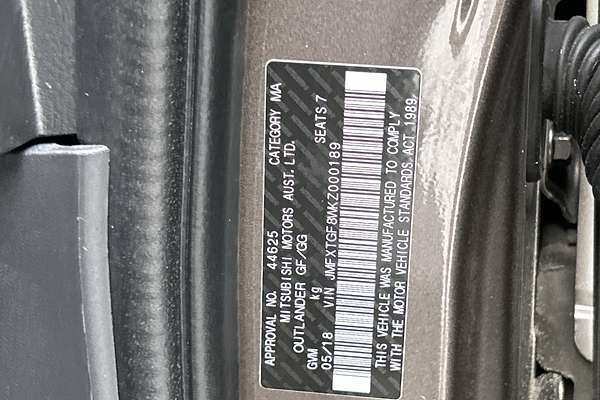 APPROVAL NO. 44625 CATEGORY MA
MITSUBISHI MOTORS AUST. LTD.
OUTLANDER GF/GG
GVM kg SEATS 7
05/18 VIN JMFXTGF8WKZ000189
THIS VEHICLE WAS MANUFACTURED TO COMPLY
WITH THE MOTOR VEHICLE STANDARDS ACT 1989